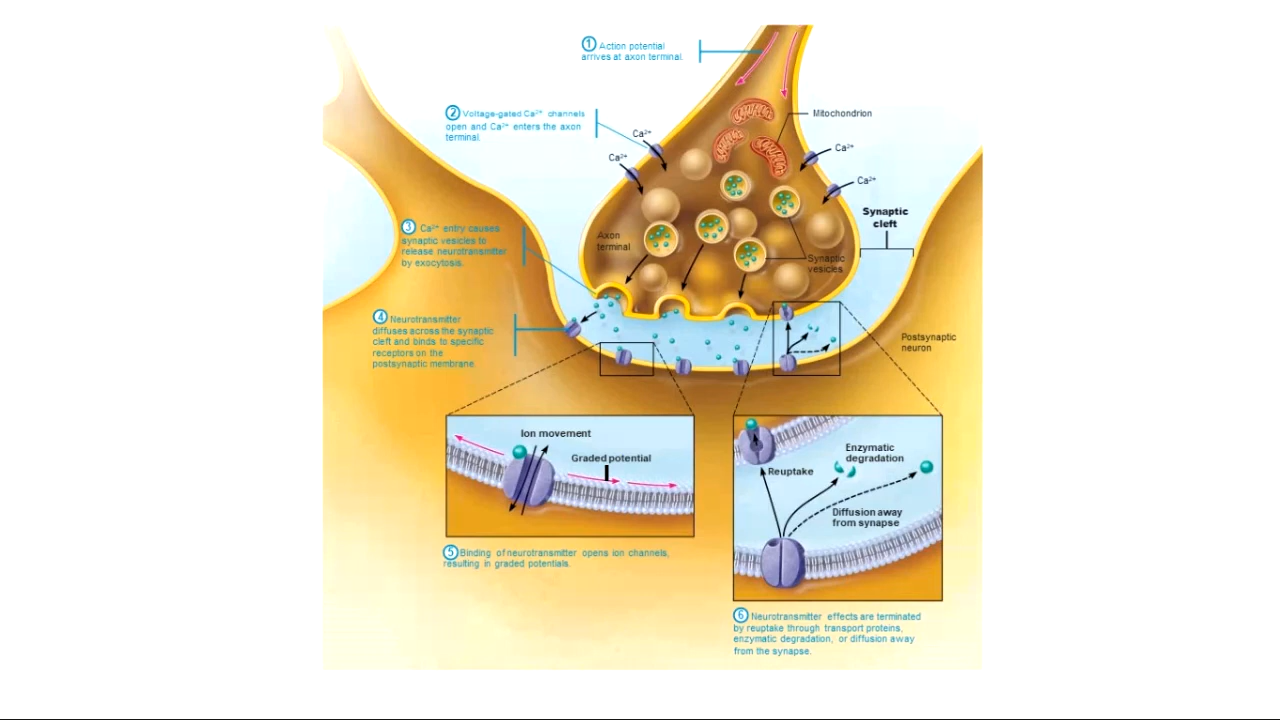 ① Action potential
arrives at axon terminal.
② Voltage-gated Ca²⁺ channels
open and Ca²⁺ enters the axon
terminal.
Mitochondrion
Ca²⁺
Ca²⁺
Ca²⁺
Ca²⁺
Synaptic
cleft
③ Ca²⁺ entry causes
synaptic vesicles to
release neurotransmitter
by exocytosis.
Axon
terminal
Synaptic
vesicles
④ Neurotransmitter
diffuses across the synaptic
cleft and binds to specific
receptors on the
postsynaptic membrane.
Postsynaptic
neuron
Ion movement
Graded potential
⑤ Binding of neurotransmitter opens ion channels,
resulting in graded potentials.
Enzymatic
degradation
Reuptake
Diffusion away
from synapse
⑥ Neurotransmitter effects are terminated
by reuptake through transport proteins,
enzymatic degradation, or diffusion away
from the synapse.